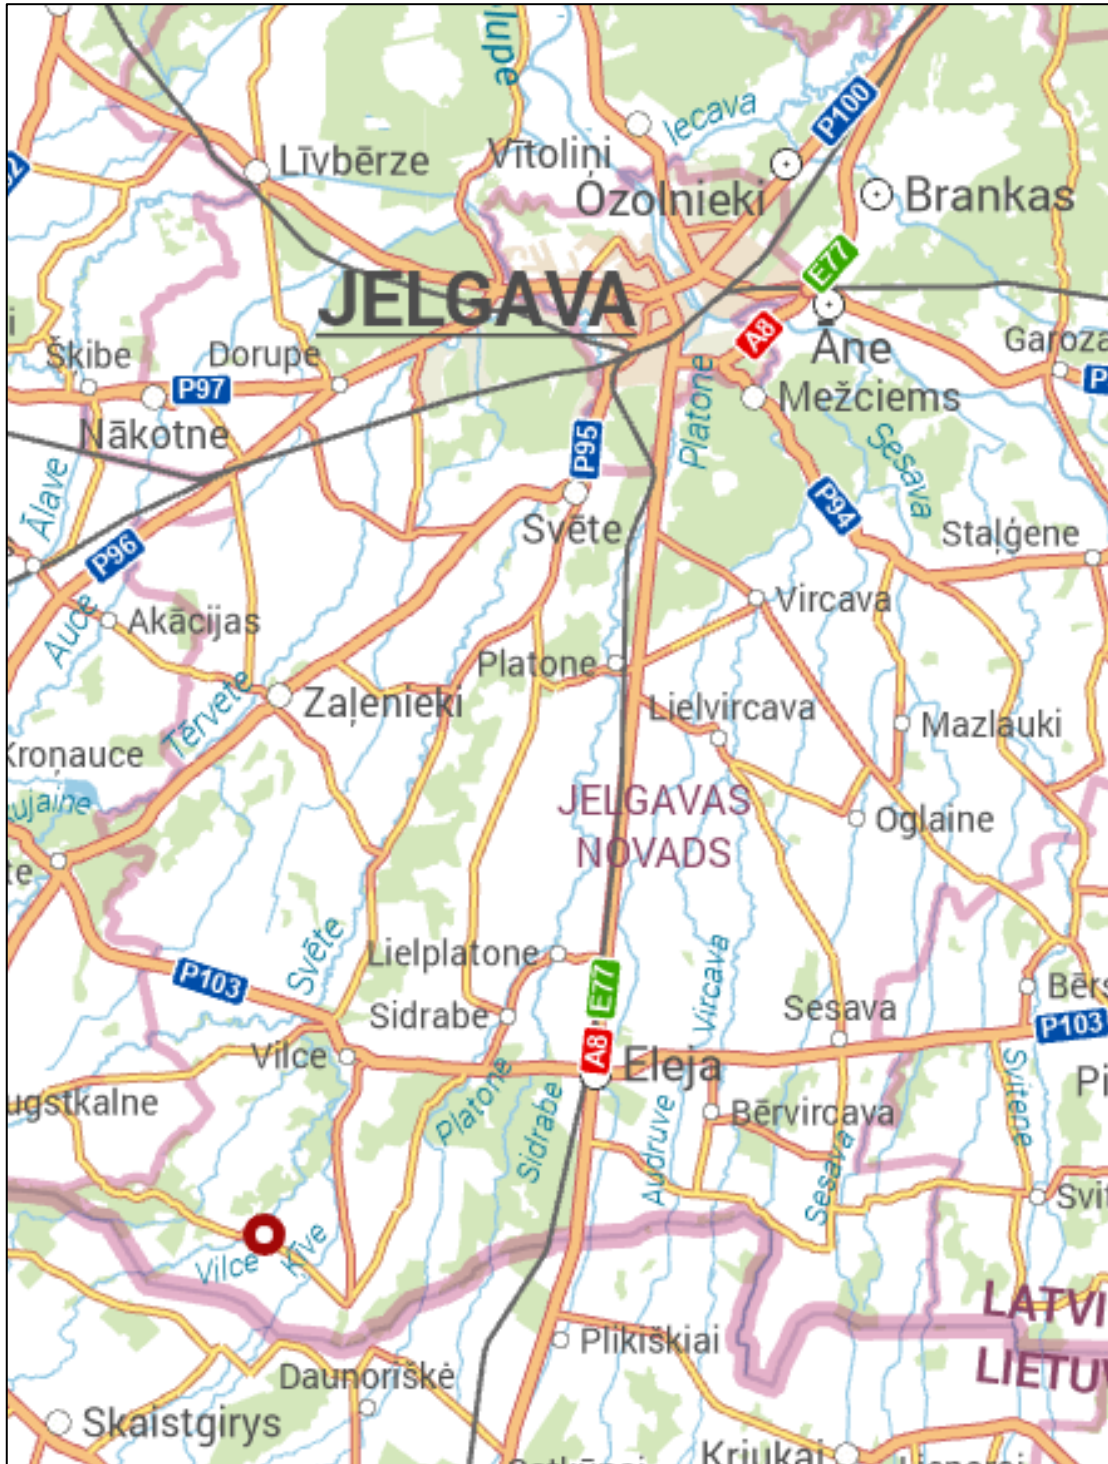 Iecava
P100
Vītoliņi
Līvbērze
Ozolnieki
Brankas
E77
JELGAVA
A8
Āne
Garoza
Šķibe
Dorupe
P97
Mežciems
Nākotne
Platone
Sesava
P95
Ālave
P94
Svēte
Staļģene
P96
Auce
Akācijas
Vircava
Platone
Zaļenieki
Tērvete
Lielvircava
Mazlauki
Kroņauce
JELGAVAS
NOVADS
Oglaine
Svēte
Lielplatone
Vircava
P103
E77
Sidrabe
Sesava
P103
A8
Vilce
Eleja
Platone
Sidrabe
Audruve
Bērvircava
Sesava
Svitene
Vilce
Ķīve
LATVI
Plikiškiai
LIETUV
Daunoriškė
Skaistgirys
Kriukai